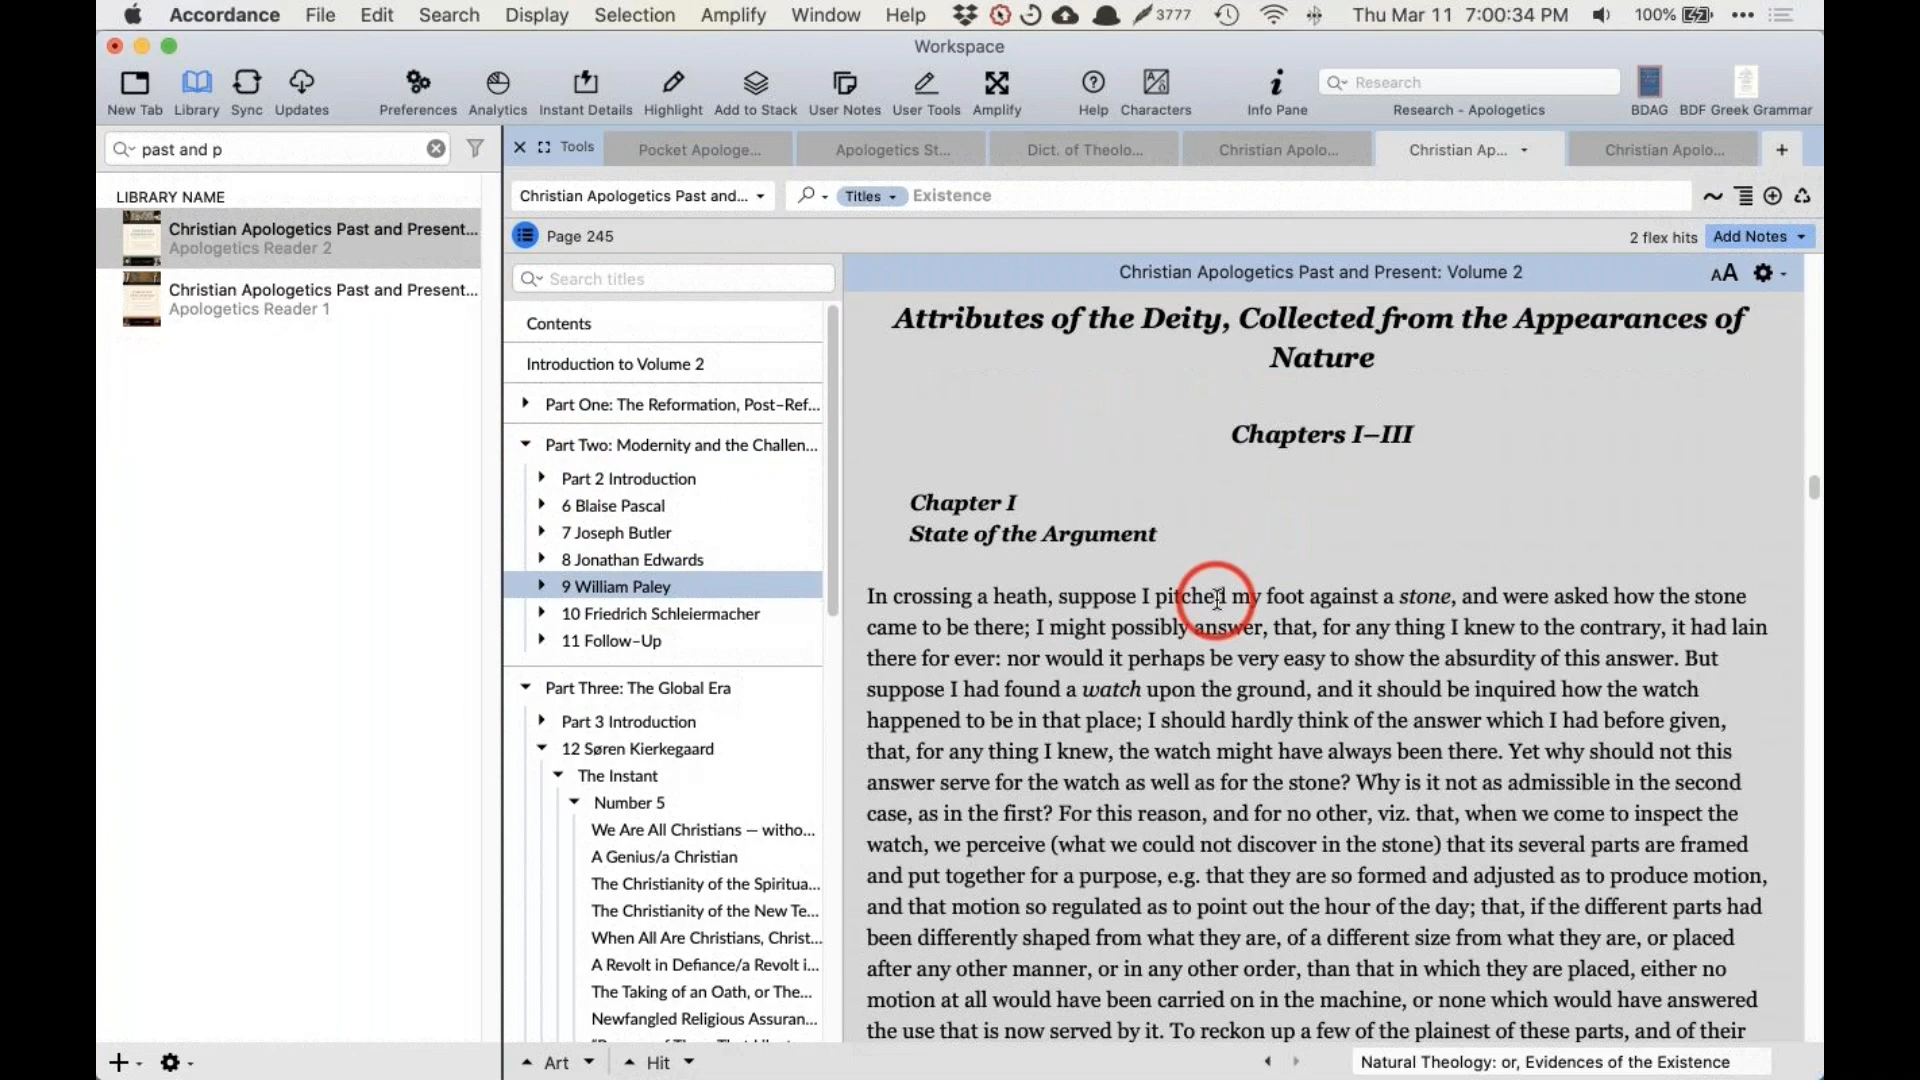 Accordance File Edit Search Display Selection Amplify Window Help 3777 Thu Mar 11 7:00:34 PM 100%
Workspace
New Tab Library Sync Updates Preferences Analytics Instant Details Highlight Add to Stack User Notes User Tools Amplify Help Characters Info Pane Research - Apologetics BDAG BDF Greek Grammar
Research
past and p
LIBRARY NAME
Christian Apologetics Past and Present...
Apologetics Reader 2
Christian Apologetics Past and Present...
Apologetics Reader 1
Tools Pocket Apologe... Apologetics St... Dict. of Theolo... Christian Apolo... Christian Ap... Christian Apolo...
Christian Apologetics Past and... Titles Existence
Page 245 2 flex hits Add Notes
Search titles
Contents
Introduction to Volume 2
Part One: The Reformation, Post-Ref...
Part Two: Modernity and the Challen...
Part 2 Introduction
6 Blaise Pascal
7 Joseph Butler
8 Jonathan Edwards
9 William Paley
10 Friedrich Schleiermacher
11 Follow-Up
Part Three: The Global Era
Part 3 Introduction
12 Søren Kierkegaard
The Instant
Number 5
We Are All Christians — witho...
A Genius/a Christian
The Christianity of the Spiritua...
The Christianity of the New Te...
When All Are Christians, Christ...
A Revolt in Defiance/a Revolt i...
The Taking of an Oath, or The...
Newfangled Religious Assuran...
Christian Apologetics Past and Present: Volume 2 AA
Attributes of the Deity, Collected from the Appearances of
Nature
Chapters I–III
Chapter I
State of the Argument
In crossing a heath, suppose I pitched my foot against a stone, and were asked how the stone
came to be there; I might possibly answer, that, for any thing I knew to the contrary, it had lain
there for ever: nor would it perhaps be very easy to show the absurdity of this answer. But
suppose I had found a watch upon the ground, and it should be inquired how the watch
happened to be in that place; I should hardly think of the answer which I had before given,
that, for any thing I knew, the watch might have always been there. Yet why should not this
answer serve for the watch as well as for the stone? Why is it not as admissible in the second
case, as in the first? For this reason, and for no other, viz. that, when we come to inspect the
watch, we perceive (what we could not discover in the stone) that its several parts are framed
and put together for a purpose, e.g. that they are so formed and adjusted as to produce motion,
and that motion so regulated as to point out the hour of the day; that, if the different parts had
been differently shaped from what they are, of a different size from what they are, or placed
after any other manner, or in any other order, than that in which they are placed, either no
motion at all would have been carried on in the machine, or none which would have answered
the use that is now served by it. To reckon up a few of the plainest of these parts, and of their
Art Hit Natural Theology: or, Evidences of the Existence